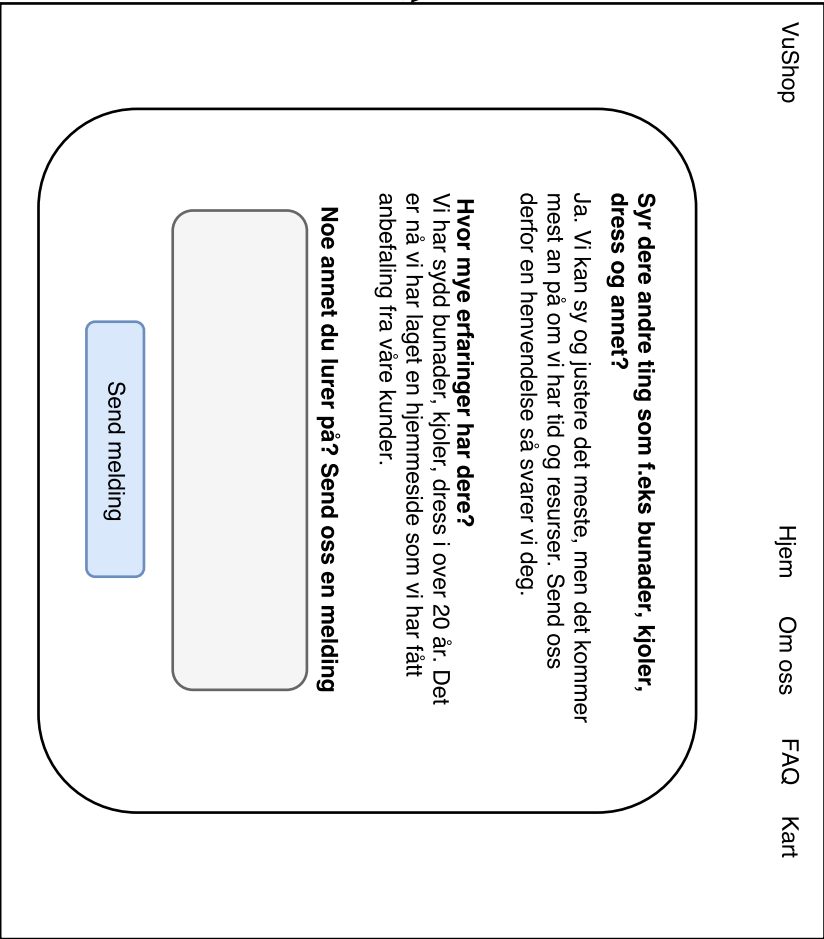 VuShop
Hjem Om oss FAQ Kart
Syr dere andre ting som f.eks bunader, kjoler,
dress og annet?
Ja. Vi kan sy og justere det meste, men det kommer
mest an på om vi har tid og resurser. Send oss
derfor en henvendelse så svarer vi deg.
Hvor mye erfaringer har dere?
Vi har sydd bunader, kjoler, dress i over 20 år. Det
er nå vi har laget en hjemmeside som vi har fått
anbefaling fra våre kunder.
Noe annet du lurer på? Send oss en melding
Send melding